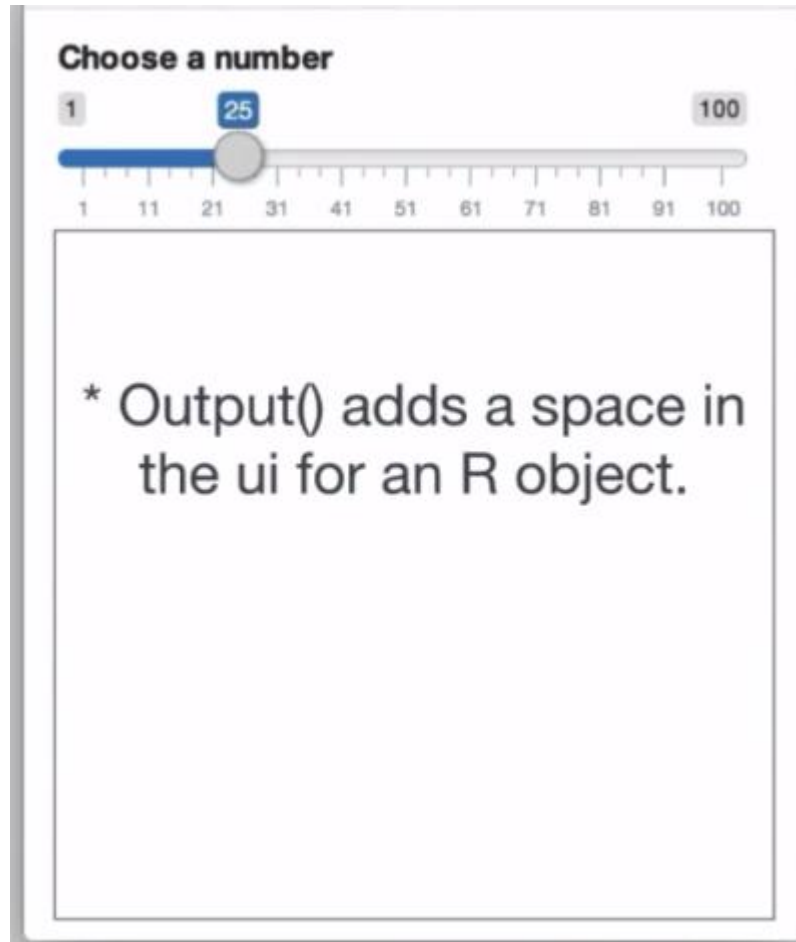 Choose a number
1 25 100
1 11 21 31 41 51 61 71 81 91 100
* Output() adds a space in
the ui for an R object.